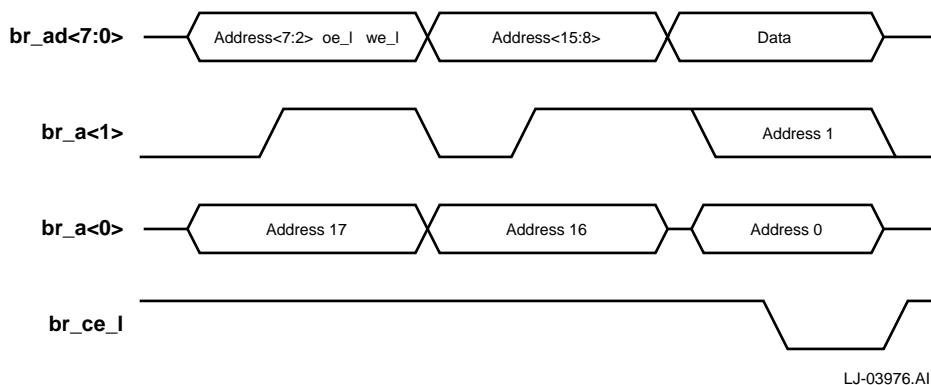 br_ad<7:0> Address<7:2> oe_l we_l Address<15:8> Data
br_a<1> Address 1
br_a<0> Address 17 Address 16 Address 0
br_ce_l
LJ-03976.AI